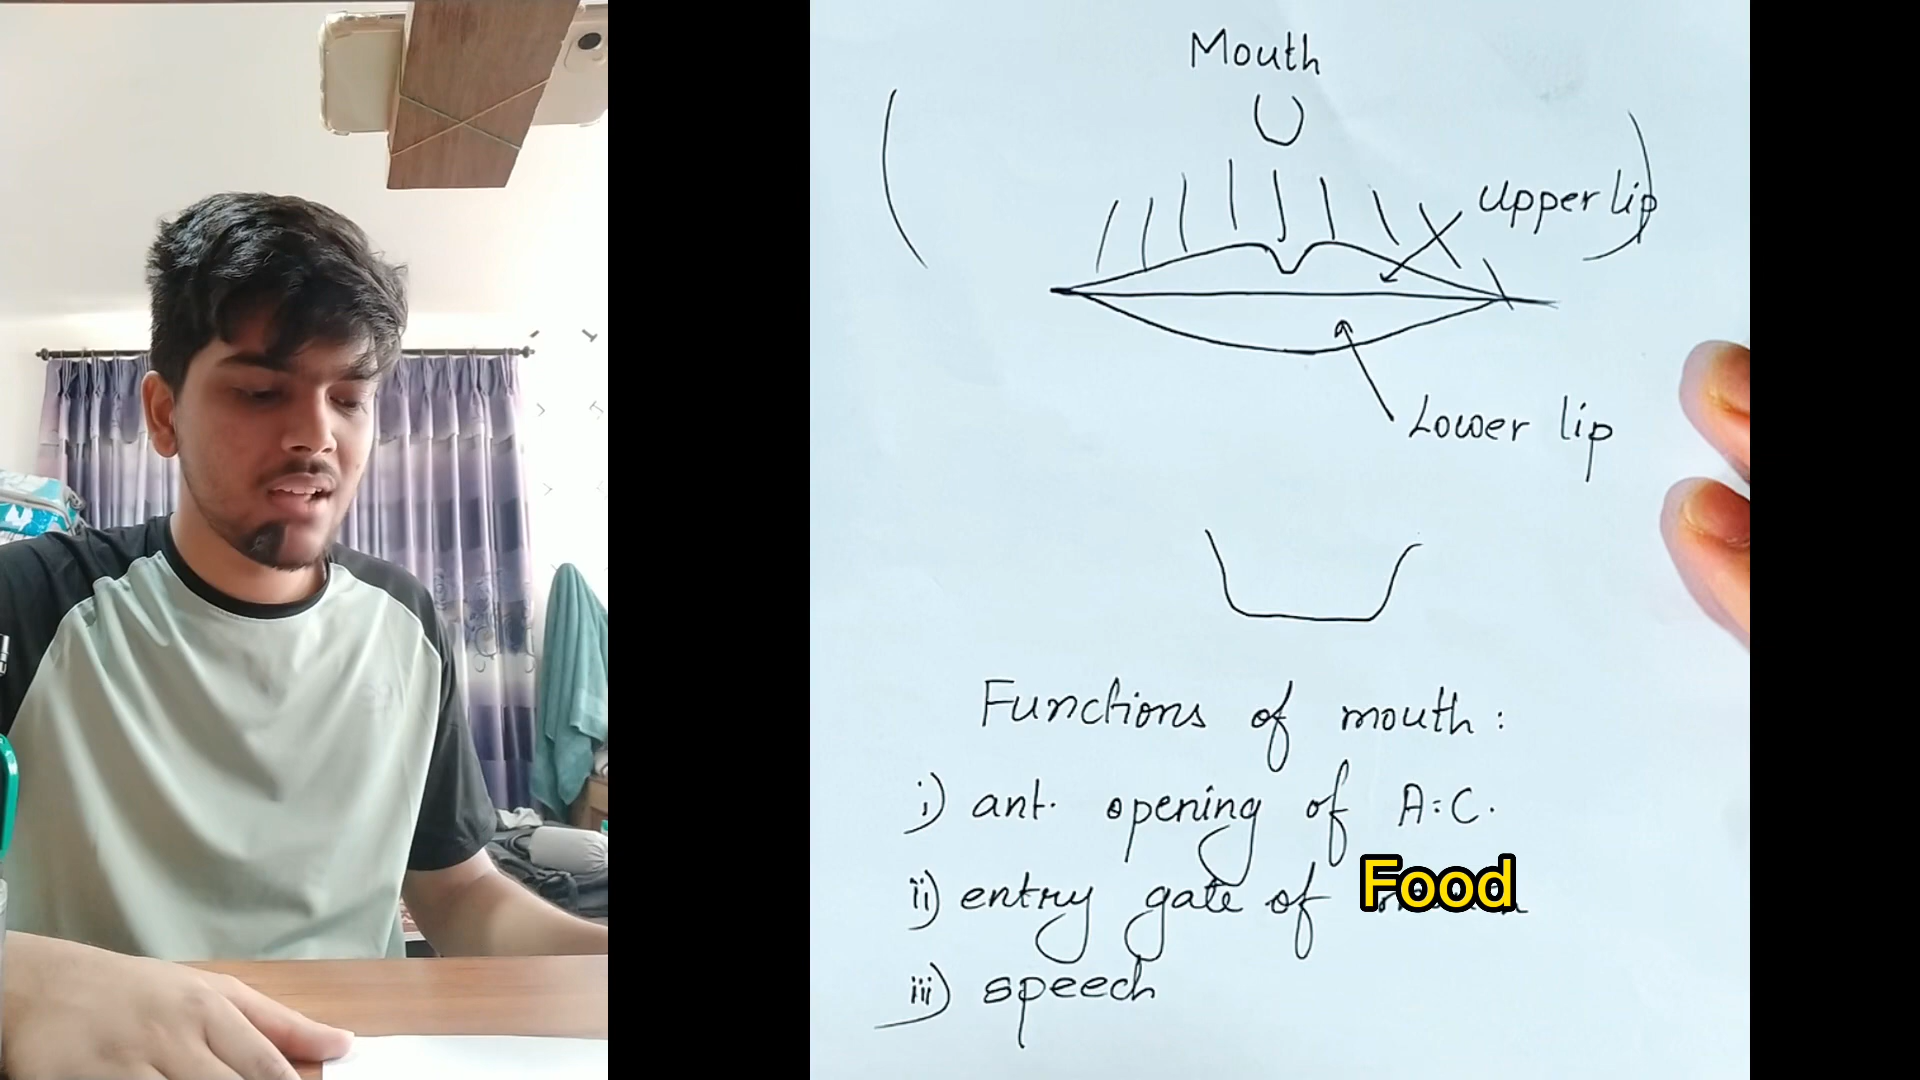 Mouth
Upper lip
Lower lip
Functions of mouth :
i) ant. opening of A.C.
ii) entry gate of Food
iii) speech